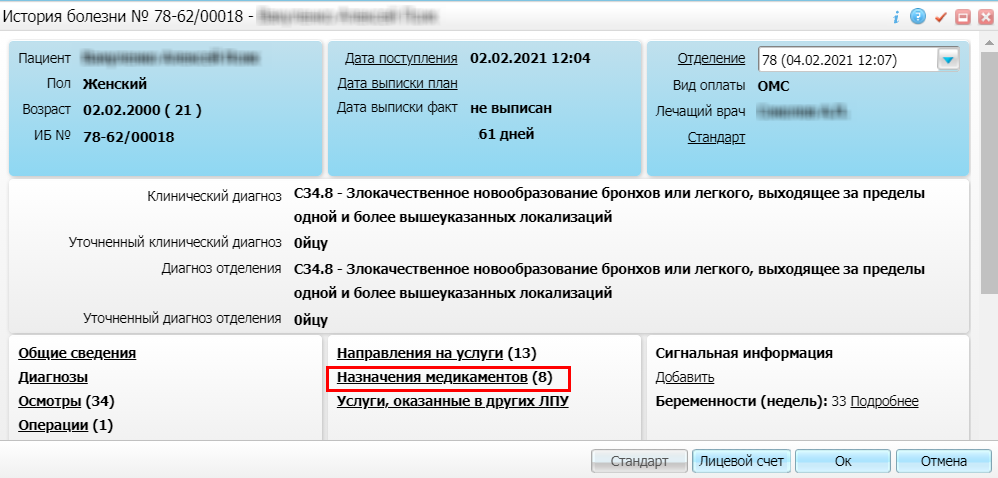 История болезни № 78-62/00018 -
Пациент
Пол Женский
Возраст 02.02.2000 ( 21 )
ИБ № 78-62/00018
Дата поступления 02.02.2021 12:04
Дата выписки план
Дата выписки факт не выписан
61 дней
Отделение 78 (04.02.2021 12:07)
Вид оплаты ОМС
Лечащий врач
Стандарт
Клинический диагноз C34.8 - Злокачественное новообразование бронхов или легкого, выходящее за пределы
одной и более вышеуказанных локализаций
Уточненный клинический диагноз 0йцу
Диагноз отделения C34.8 - Злокачественное новообразование бронхов или легкого, выходящее за пределы
одной и более вышеуказанных локализаций
Уточненный диагноз отделения 0йцу
Общие сведения
Диагнозы
Осмотры (34)
Операции (1)
Направления на услуги (13)
Назначения медикаментов (8)
Услуги, оказанные в других ЛПУ
Сигнальная информация
Добавить
Беременности (недель): 33 Подробнее
Стандарт Лицевой счет Ок Отмена